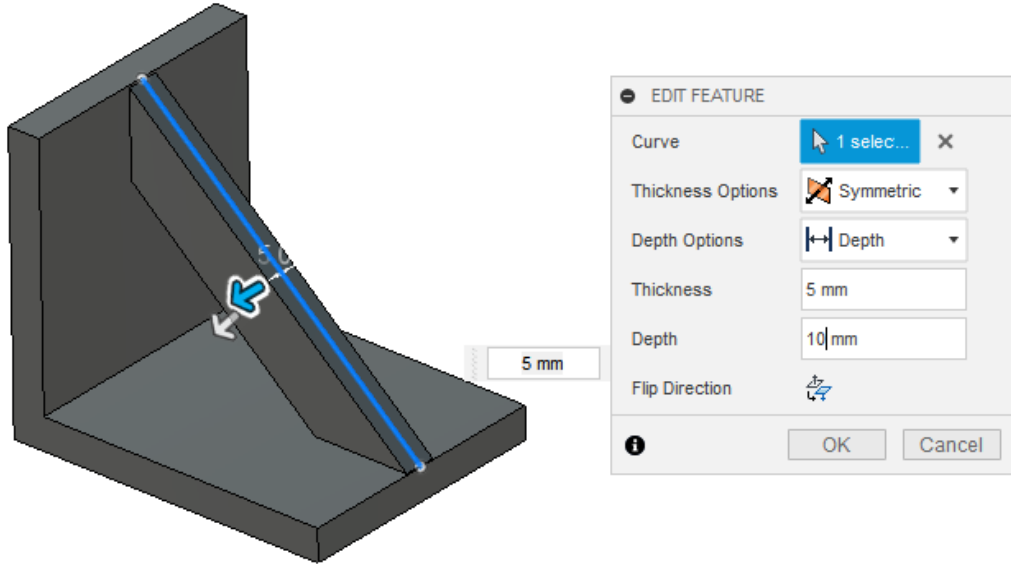 EDIT FEATURE
Curve 1 selec...
Thickness Options Symmetric
Depth Options Depth
Thickness 5 mm
Depth 10 mm
Flip Direction
OK Cancel
5 mm